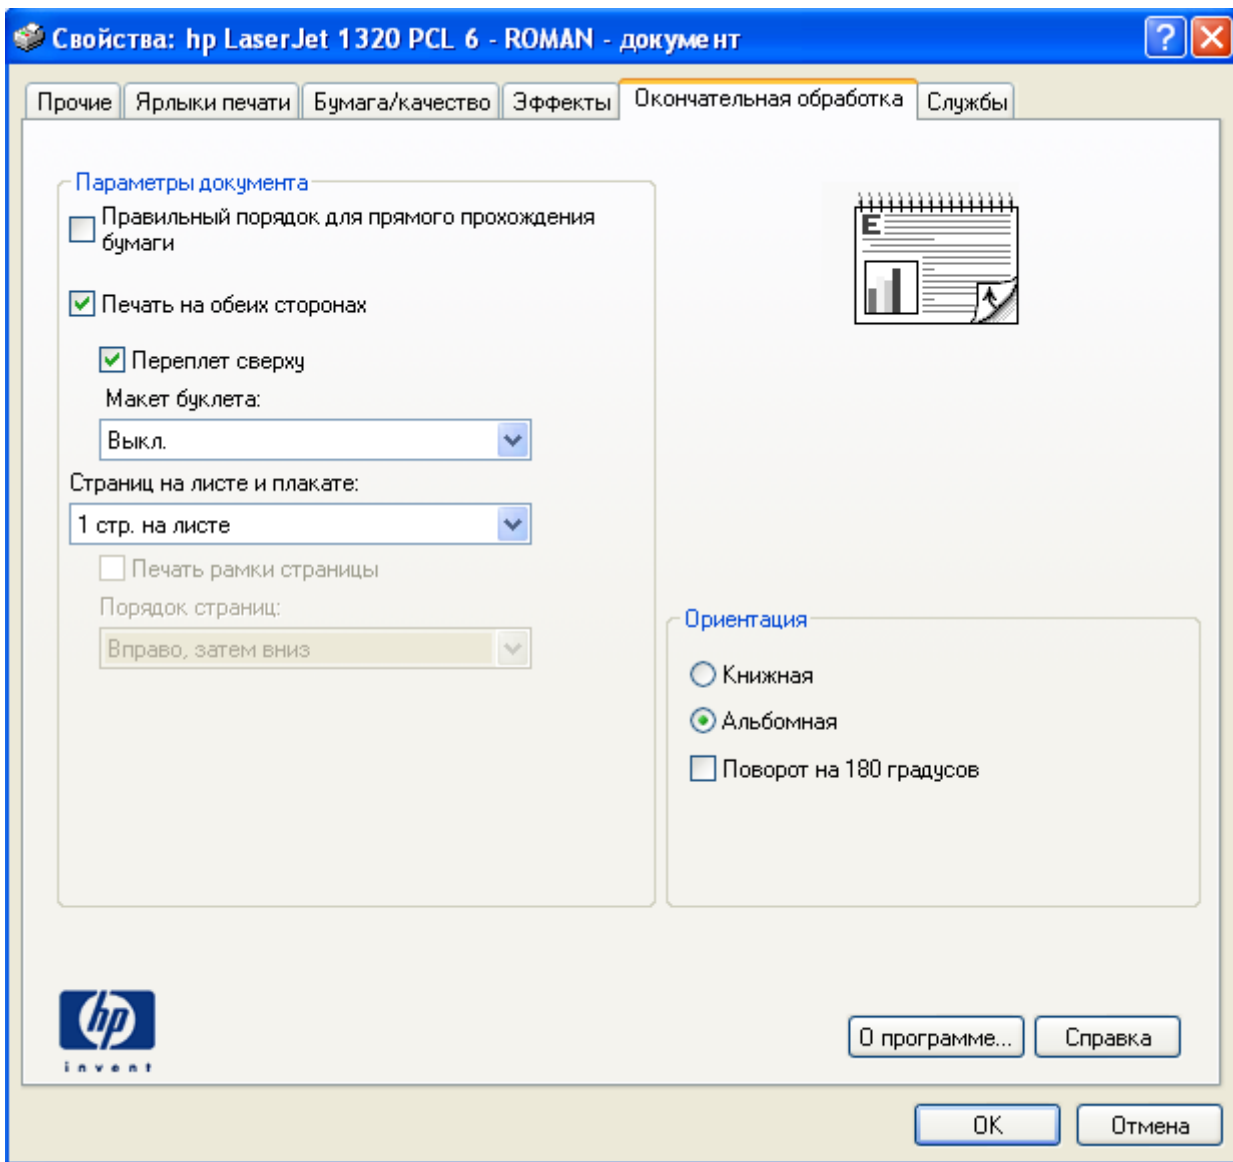 Свойства: hp LaserJet 1320 PCL 6 - ROMAN - документ
Прочие Ярлыки печати Бумага/качество Эффекты Окончательная обработка Службы
Параметры документа
Правильный порядок для прямого прохождения
бумаги
E
Печать на обеих сторонах
Переплет сверху
Макет буклета:
Выкл.
Страниц на листе и плакате:
1 стр. на листе
Печать рамки страницы
Порядок страниц:
Вправо, затем вниз
Ориентация
Книжная
Альбомная
Поворот на 180 градусов
hp
invent
О программе... Справка
OK Отмена